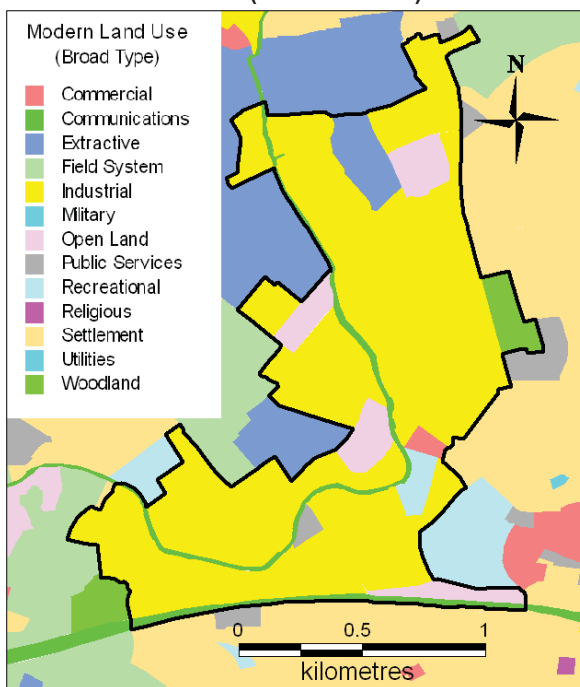 Modern Land Use
(Broad Type)
Commercial
Communications
Extractive
Field System
Industrial
Military
Open Land
Public Services
Recreational
Religious
Settlement
Utilities
Woodland
N
0 0.5 1
kilometres